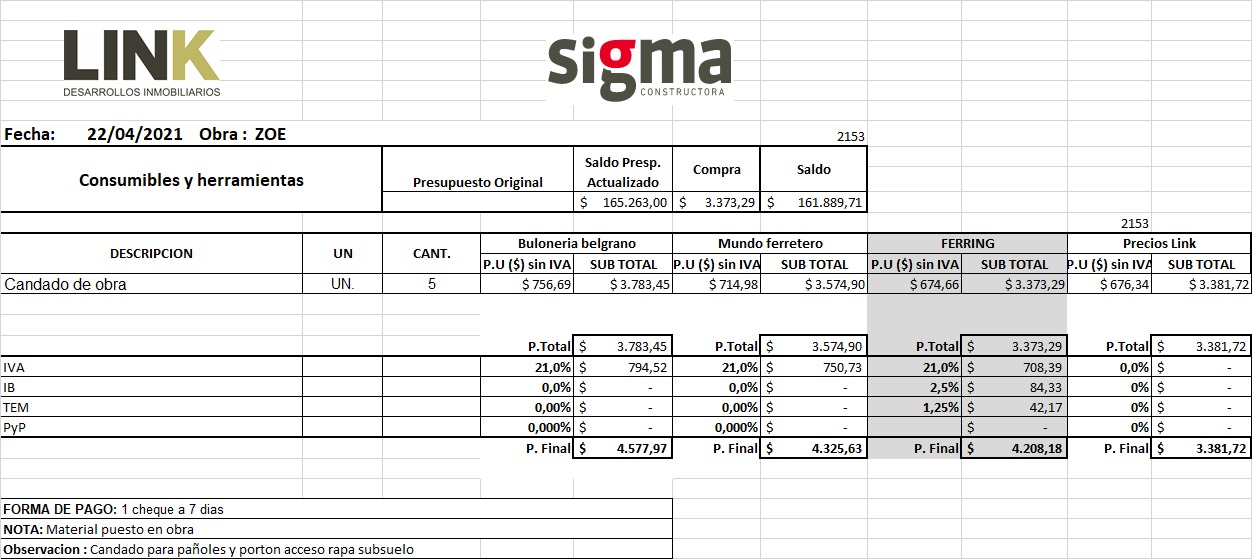 LINK
DESARROLLOS INMOBILIARIOS
sigma
CONSTRUCTORA
Fecha: 22/04/2021 Obra : ZOE 2153
Consumibles y herramientas Presupuesto Original Saldo Presp. Actualizado Compra Saldo
$ 165.263,00 $ 3.373,29 $ 161.889,71
2153
DESCRIPCION UN CANT. Buloneria belgrano Mundo ferretero FERRING Precios Link
P.U ($) sin IVA SUB TOTAL P.U ($) sin IVA SUB TOTAL P.U ($) sin IVA SUB TOTAL P.U ($) sin IVA SUB TOTAL
Candado de obra UN. 5 $ 756,69 $ 3.783,45 $ 714,98 $ 3.574,90 $ 674,66 $ 3.373,29 $ 676,34 $ 3.381,72
P.Total $ 3.783,45 P.Total $ 3.574,90 P.Total $ 3.373,29 P.Total $ 3.381,72
IVA 21,0% $ 794,52 21,0% $ 750,73 21,0% $ 708,39 0,0% $ -
IB 0,0% $ - 0,0% $ - 2,5% $ 84,33 0% $ -
TEM 0,00% $ - 0,00% $ - 1,25% $ 42,17 0% $ -
PyP 0,000% $ - 0,000% $ - $ - 0% $ -
P. Final $ 4.577,97 P. Final $ 4.325,63 P. Final $ 4.208,18 P. Final $ 3.381,72
FORMA DE PAGO: 1 cheque a 7 dias
NOTA: Material puesto en obra
Observacion : Candado para pañoles y porton acceso rapa subsuelo